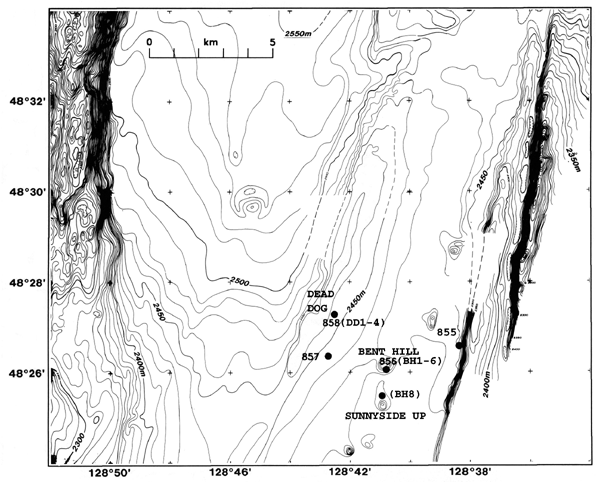 2550m
0 km 5
48°32'
2350m
2450
48°30'
2500
48°28'
2450
DEAD
DOG
2450m
858(DD1-4)
855
857
BENT HILL
856(BH1-6)
2400m
48°26'
2400m
(BH8)
SUNNYSIDE UP
2300
128°50' 128°46' 128°42' 128°38'